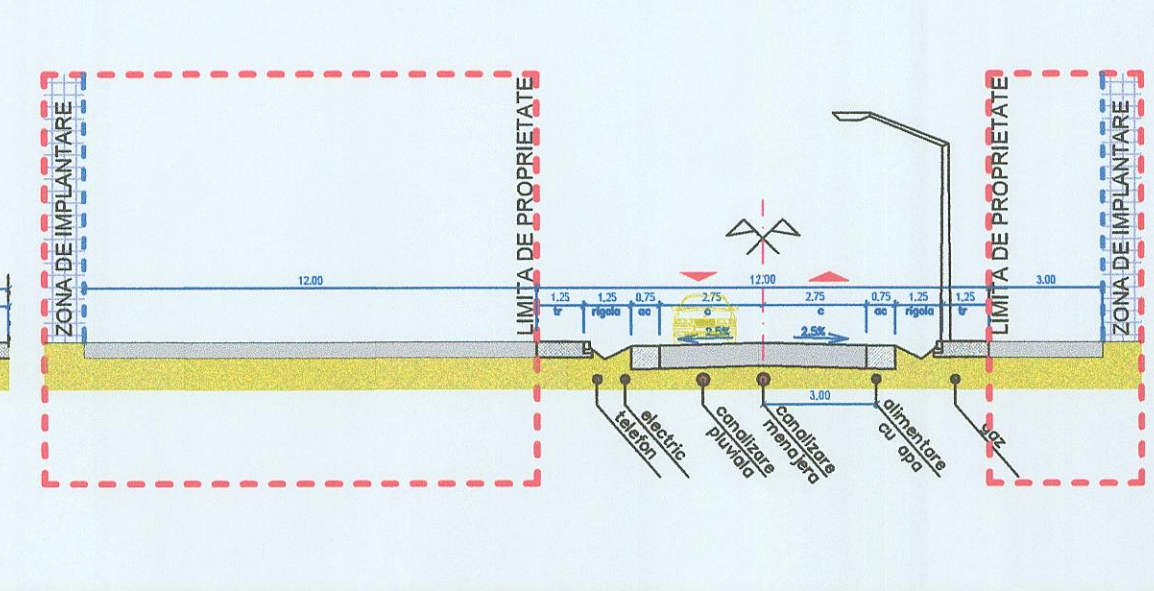 ZONA DE IMPLANTARE
LIMITA DE PROPRIETATE
LIMITA DE PROPRIETATE
ZONA DE IMPLANTARE
12.00
12.00
3.00
1,25
1,25
0,75
2,75
2,75
0,75
1,25
1,25
tr
rigola
ac
c
c
ac
rigola
tr
2.5%
2.5%
3.00
telefon
electric
canalizare
pluviala
canalizare
menajera
alimentare
cu apa
gaz